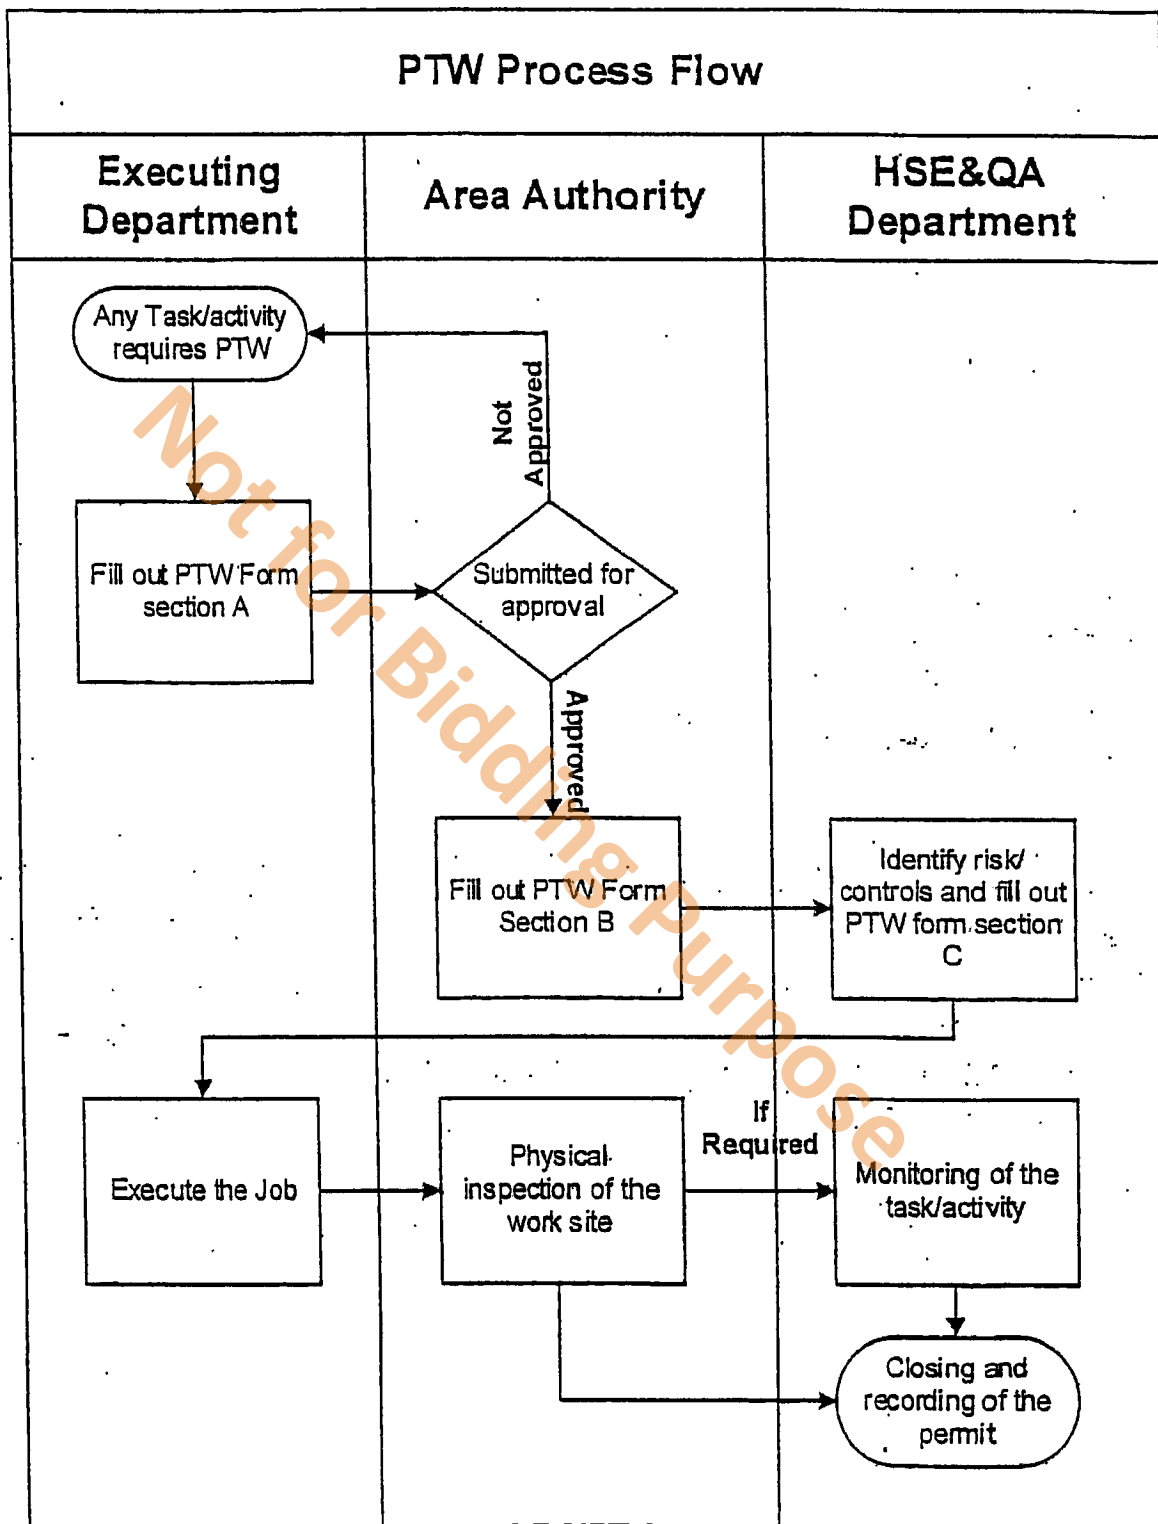 PTW Process Flow
Executing
Department
Area Authority
HSE&QA
Department
Any Task/activity
requires PTW
Not
Approved
Fill out PTW Form
section A
Submitted for
approval
Approved
Fill out PTW Form
Section B
Identify risk/
controls and fill out
PTW form section
C
Execute the Job
Physical
inspection of the
work site
If
Required
Monitoring of the
task/activity
Closing and
recording of the
permit
Not for Bidding Purpose